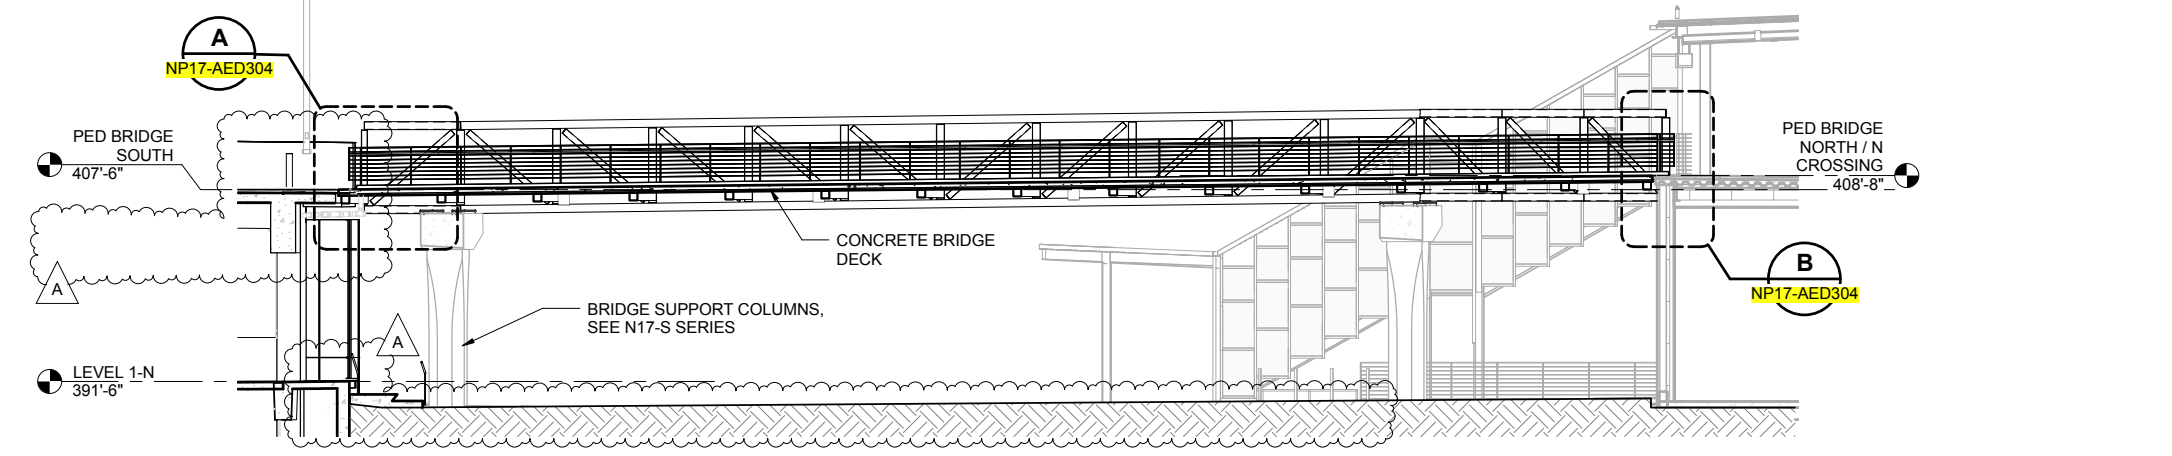 A
NP17-AED304
PED BRIDGE
SOUTH
407'-6"
PED BRIDGE
NORTH / N
CROSSING
408'-8"
CONCRETE BRIDGE
DECK
B
NP17-AED304
A
BRIDGE SUPPORT COLUMNS,
SEE N17-S SERIES
A
LEVEL 1-N
391'-6"